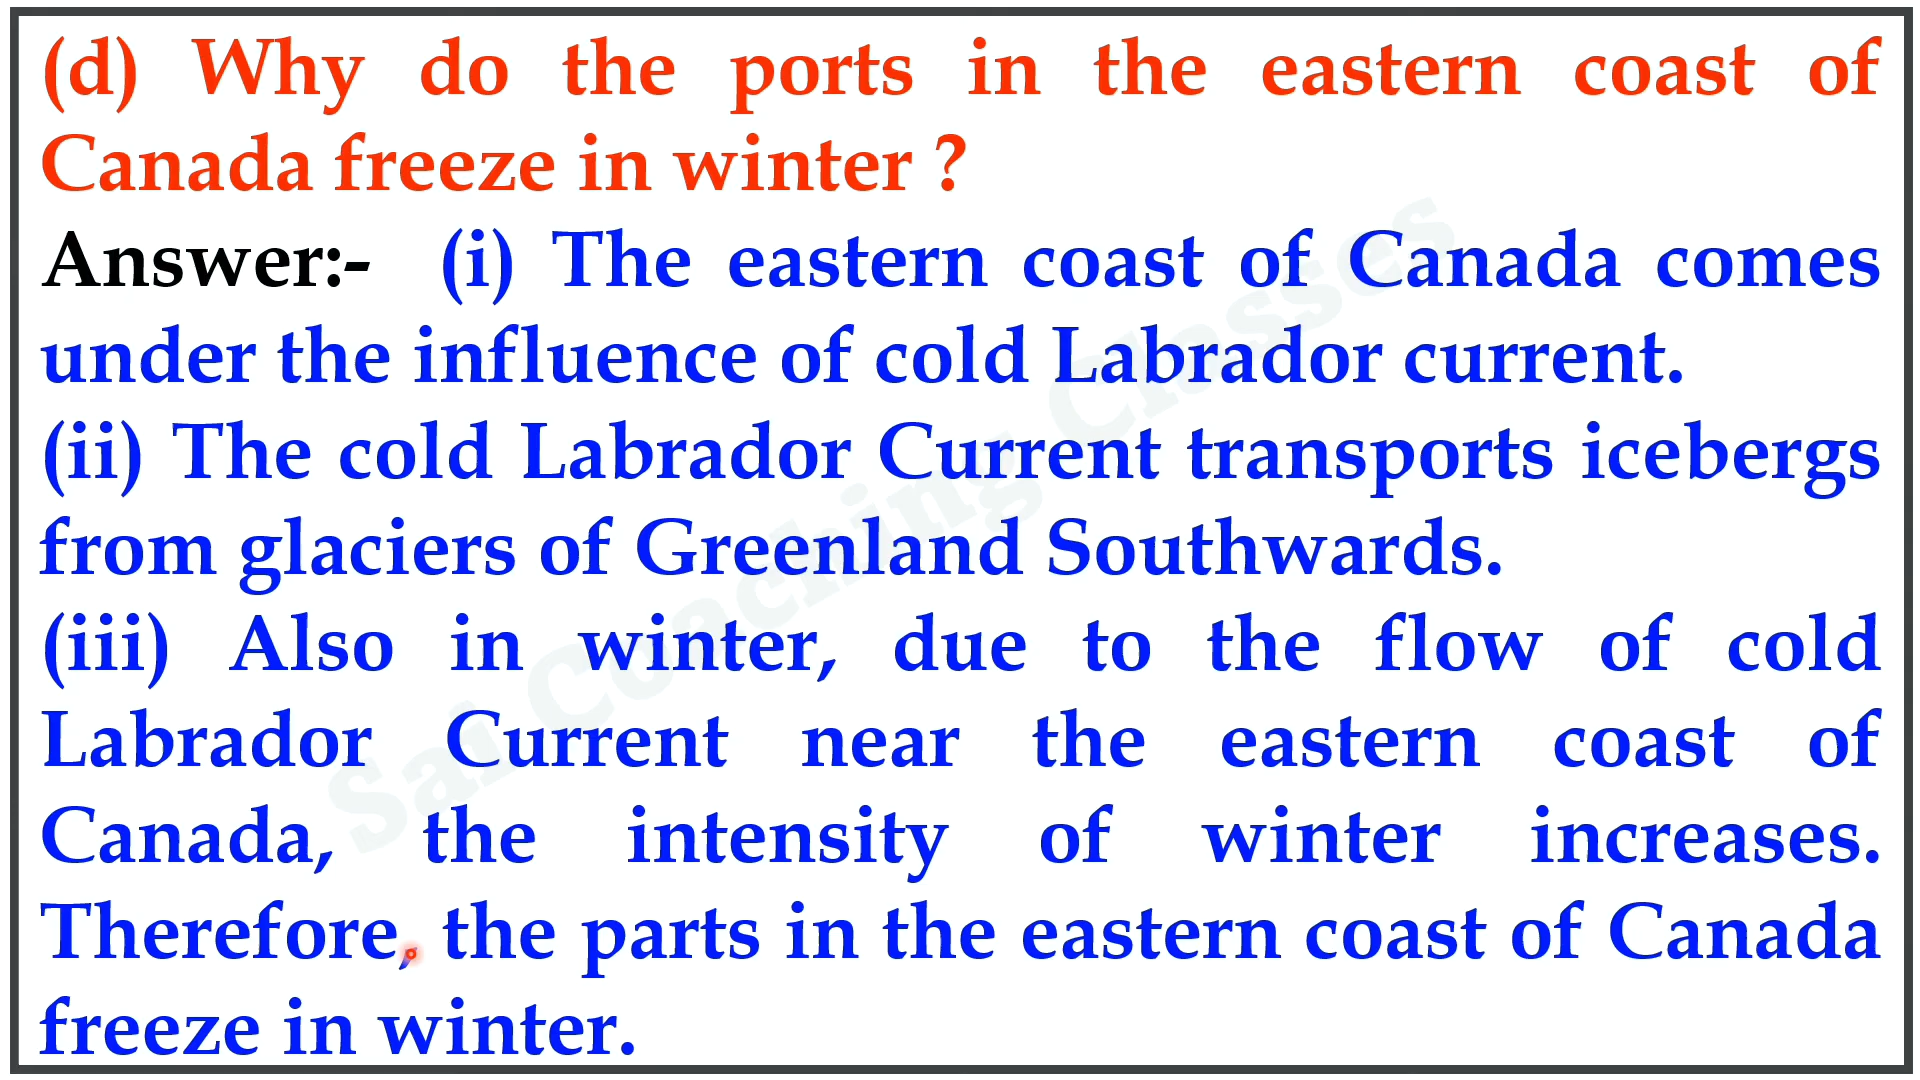 (d) Why do the ports in the eastern coast of
Canada freeze in winter ?
Answer:- (i) The eastern coast of Canada comes
under the influence of cold Labrador current.
(ii) The cold Labrador Current transports icebergs
from glaciers of Greenland Southwards.
(iii) Also in winter, due to the flow of cold
Labrador Current near the eastern coast of
Canada, the intensity of winter increases.
Therefore, the parts in the eastern coast of Canada
freeze in winter.
Sai Coaching Classes